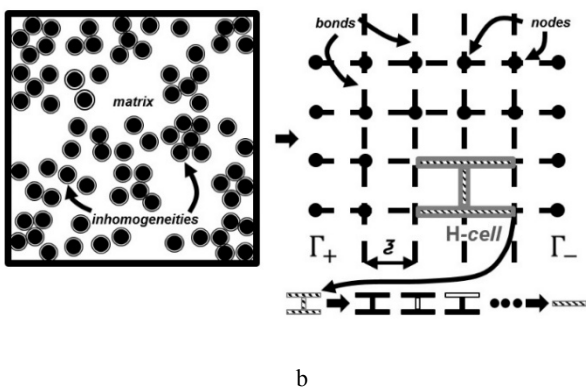 matrix
inhomogeneities
bonds
nodes
H-cell
Γ+ Γ−
ξ
b